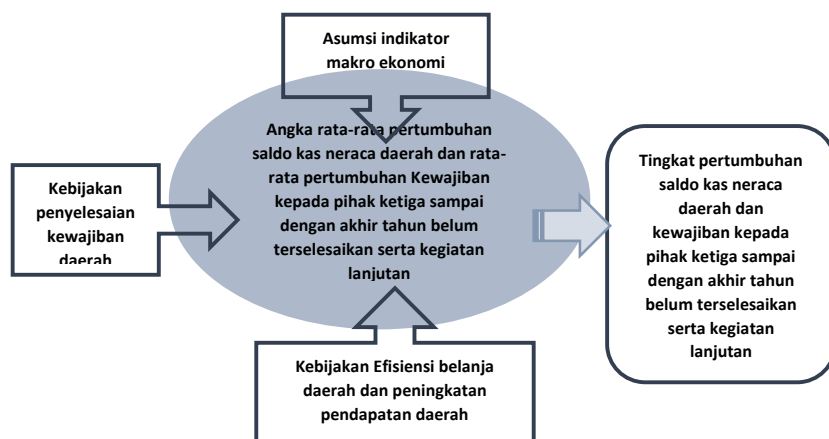 Asumsi indikator
makro ekonomi
Angka rata-rata pertumbuhan
saldo kas neraca daerah dan rata-
rata pertumbuhan Kewajiban
kepada pihak ketiga sampai
dengan akhir tahun belum
terselesaikan serta kegiatan
lanjutan
Kebijakan
penyelesaian
kewajiban
daerah
Kebijakan Efisiensi belanja
daerah dan peningkatan
pendapatan daerah
Tingkat pertumbuhan
saldo kas neraca
daerah dan
kewajiban kepada
pihak ketiga sampai
dengan akhir tahun
belum terselesaikan
serta kegiatan
lanjutan